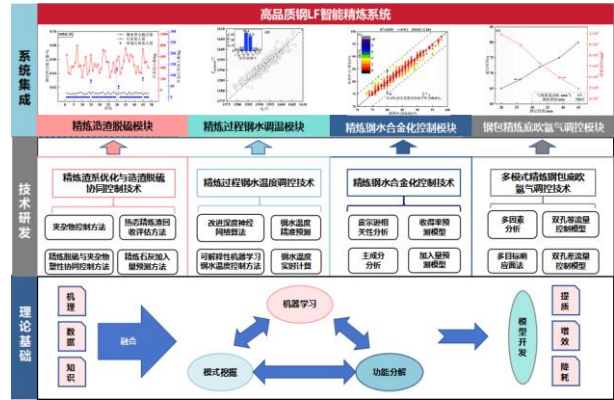 高品质钢LF智能精炼系统
系统集成
精炼造渣脱硫模块
精炼过程钢水调温模块
精炼钢水合金化控制模块
钢包精炼底吹氩气调控模块
技术研发
精炼渣系优化与造渣脱硫
协同控制技术
夹杂物控制方法
热态精炼渣回
收评估方法
精炼脱硫与夹杂物
塑性协同控制方法
精炼石灰加入
量预测方法
精炼过程钢水温度调控技术
改进深度神经
网络算法
钢水温度
精准预测
可解释性机器学习
钢水温度控制方法
钢水温度
实时计算
精炼钢水合金化控制技术
皮尔逊相
关性分析
收得率预
测模型
主成分
分析
加入量预
测模型
多模式精炼钢包底吹
氩气调控技术
多因素
分析
双孔等流量
控制模型
多目标响
应面法
双孔差流量
控制模型
理论基础
机理
数据
知识
融合
机器学习
模式挖掘
功能分解
模型开发
提质
增效
降耗